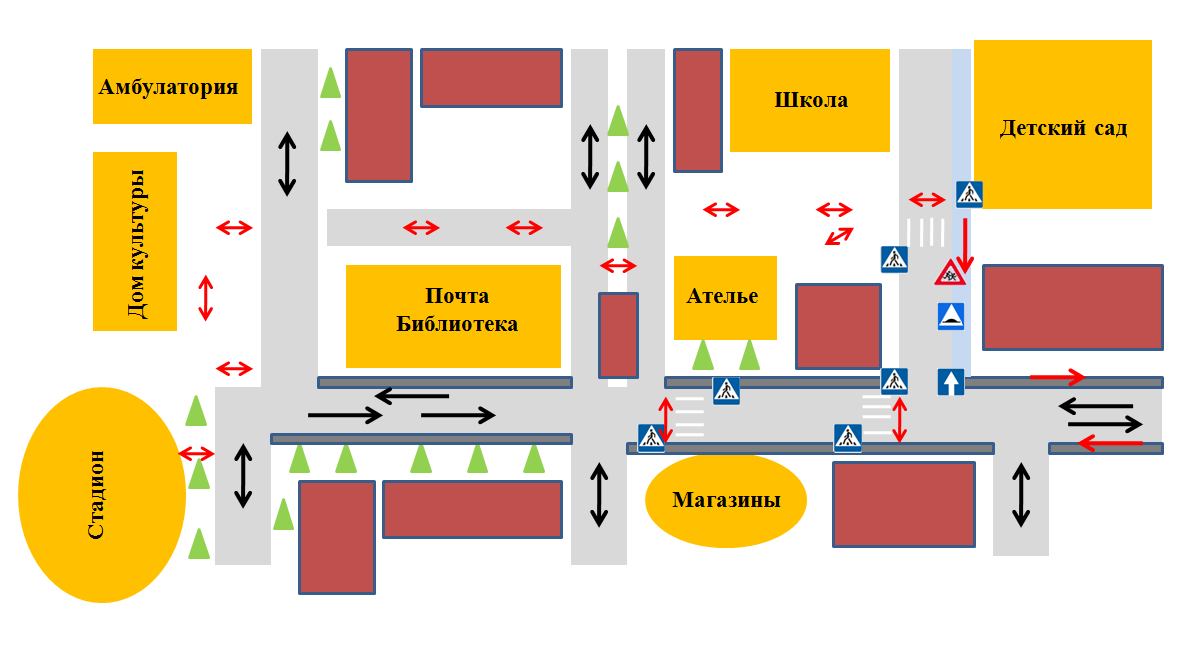 Амбулатория
Школа
Детский сад
Дом культуры
Почта
Библиотека
Ателье
Стадион
Магазины